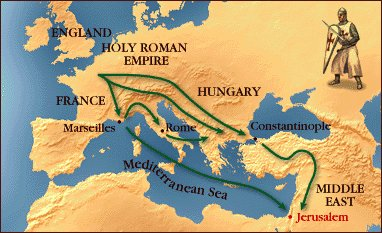 ENGLAND
HOLY ROMAN
EMPIRE
HUNGARY
FRANCE
Marseilles
Rome
Constantinople
Mediterranean Sea
MIDDLE
EAST
Jerusalem